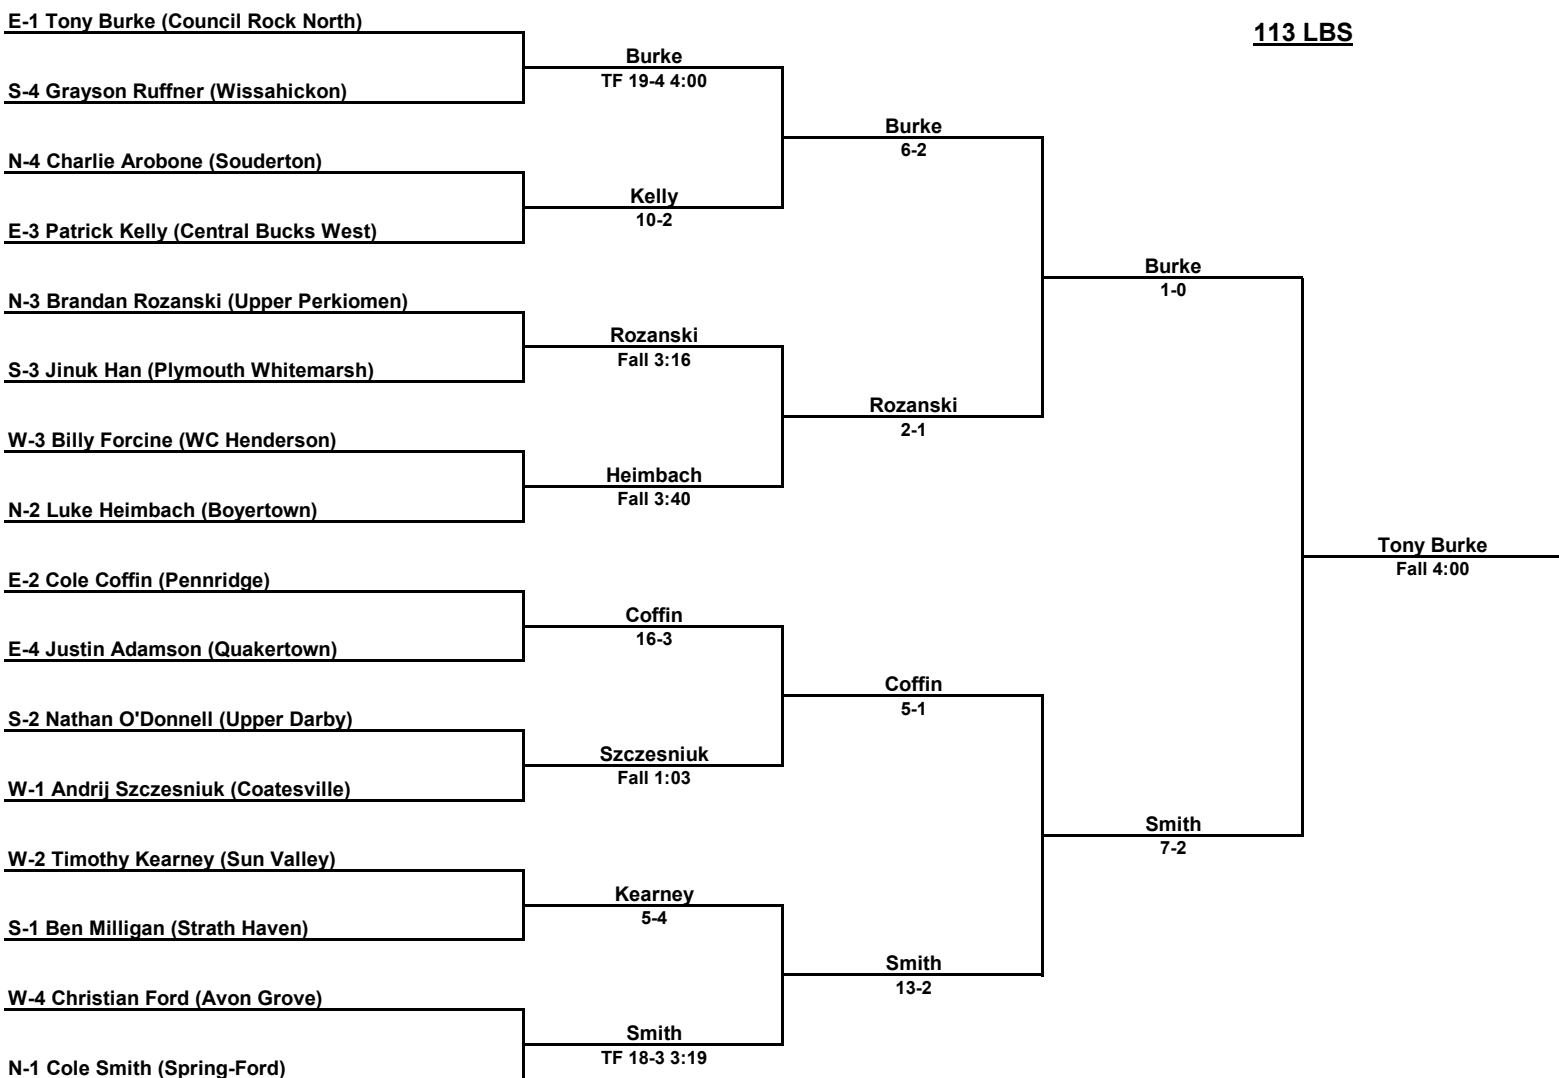 E-1 Tony Burke (Council Rock North)
113 LBS
Burke
TF 19-4 4:00
S-4 Grayson Ruffner (Wissahickon)
Burke
6-2
N-4 Charlie Arobone (Souderton)
Kelly
10-2
E-3 Patrick Kelly (Central Bucks West)
Burke
1-0
N-3 Brandan Rozanski (Upper Perkiomen)
Rozanski
Fall 3:16
S-3 Jinuk Han (Plymouth Whitemarsh)
Rozanski
2-1
W-3 Billy Forcine (WC Henderson)
Heimbach
Fall 3:40
N-2 Luke Heimbach (Boyertown)
Tony Burke
Fall 4:00
E-2 Cole Coffin (Pennridge)
Coffin
16-3
E-4 Justin Adamson (Quakertown)
Coffin
5-1
S-2 Nathan O'Donnell (Upper Darby)
Szczesniuk
Fall 1:03
W-1 Andrij Szczesniuk (Coatesville)
Smith
7-2
W-2 Timothy Kearney (Sun Valley)
Kearney
5-4
S-1 Ben Milligan (Strath Haven)
Smith
13-2
W-4 Christian Ford (Avon Grove)
Smith
TF 18-3 3:19
N-1 Cole Smith (Spring-Ford)